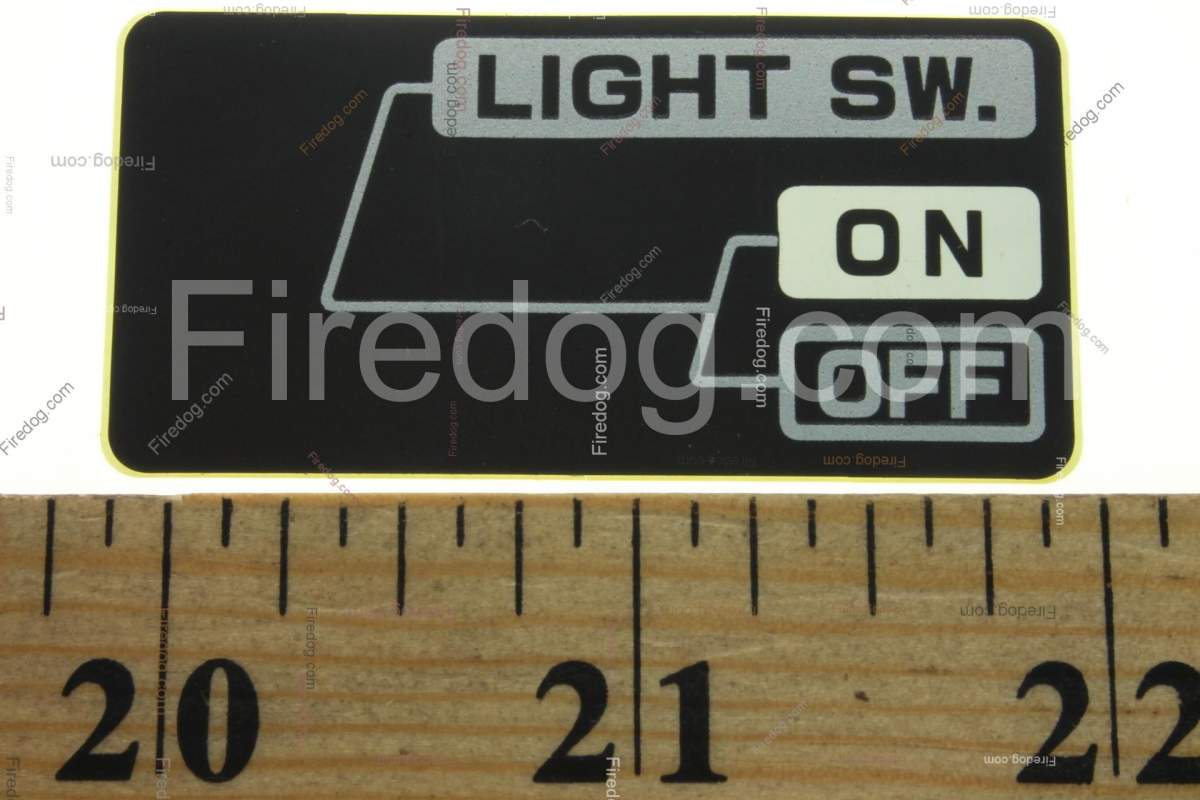 LIGHT SW.
ON
Firedog.com
OFF
20 21 22